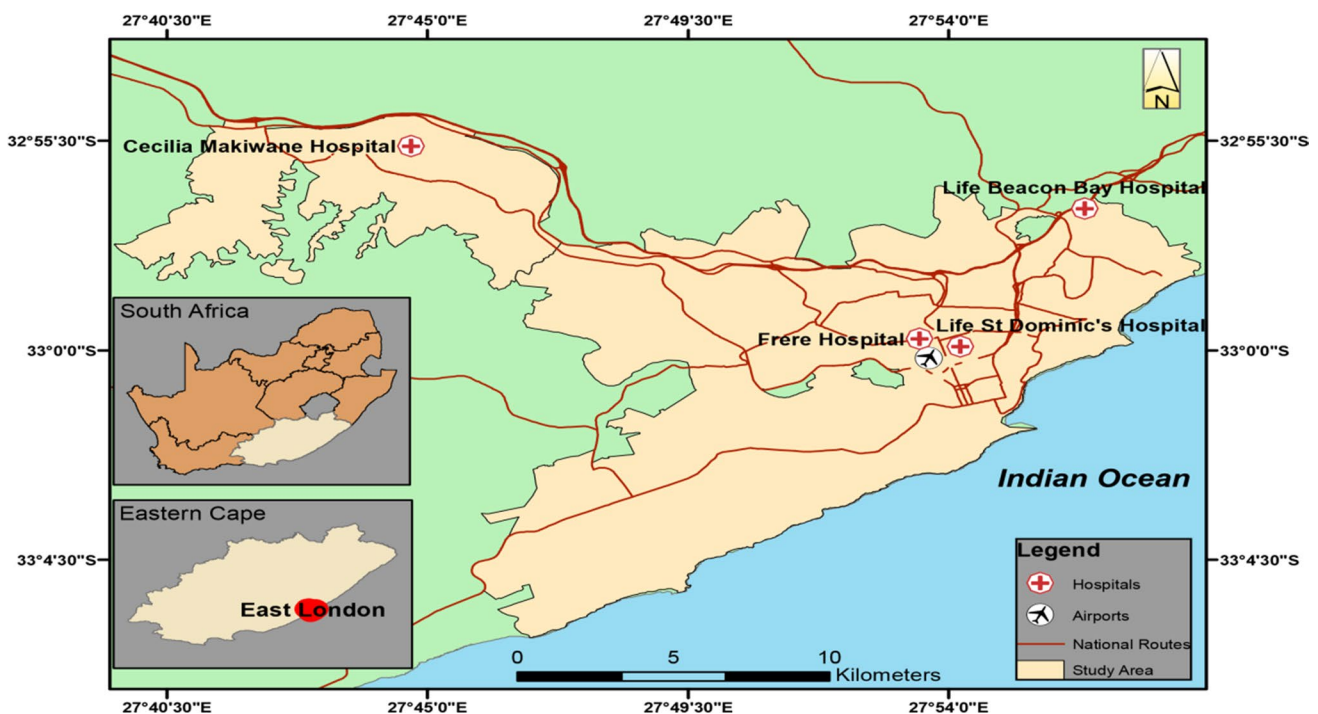 27°40'30"E
27°45'0"E
27°49'30"E
27°54'0"E
N
32°55'30"S
32°55'30"S
Cecilia Makiwane Hospital
Life Beacon Bay Hospital
South Africa
Life St Dominic's Hospital
Frere Hospital
33°0'0"S
33°0'0"S
Indian Ocean
Eastern Cape
East London
33°4'30"S
33°4'30"S
Legend
Hospitals
Airports
National Routes
Study Area
0 5 10
Kilometers
27°40'30"E
27°45'0"E
27°49'30"E
27°54'0"E